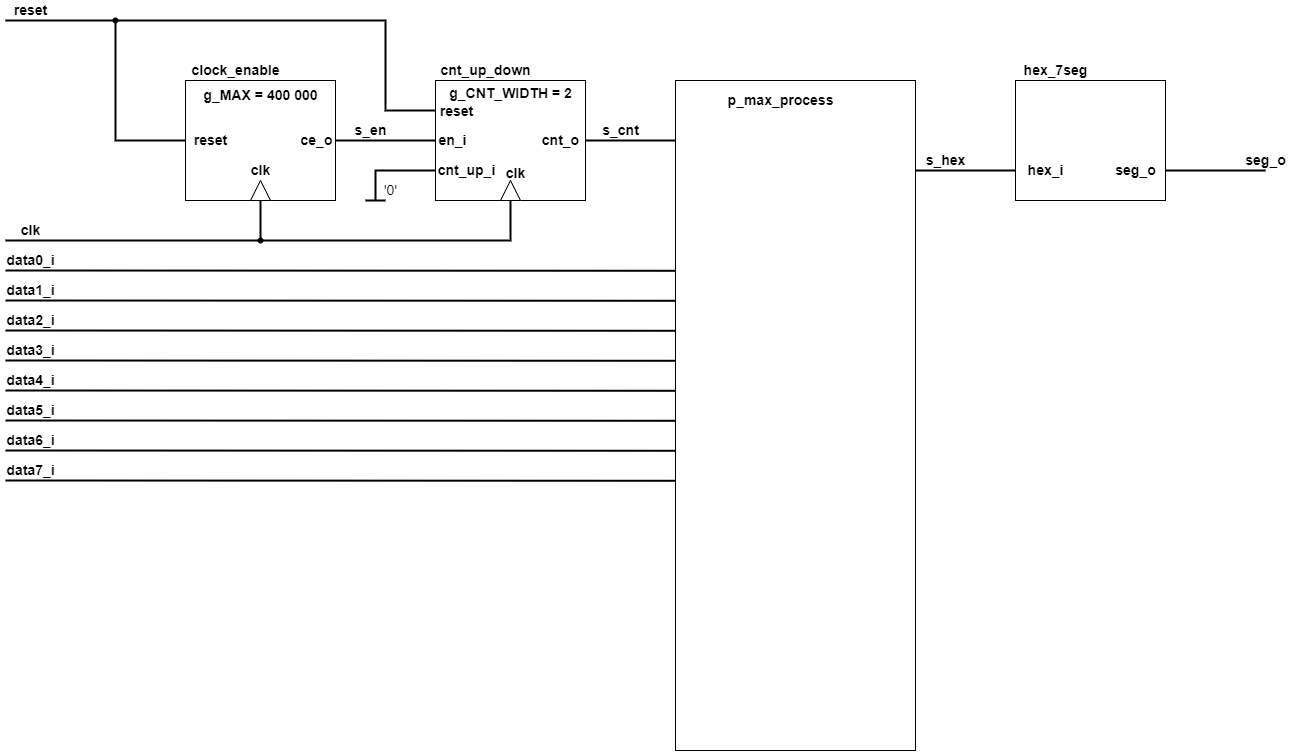 reset
clock_enable
g_MAX = 400 000
reset
ce_o
clk
s_en
cnt_up_down
g_CNT_WIDTH = 2
reset
en_i
cnt_o
cnt_up_i
clk
'0'
s_cnt
p_max_process
s_hex
hex_7seg
hex_i
seg_o
seg_o
clk
data0_i
data1_i
data2_i
data3_i
data4_i
data5_i
data6_i
data7_i